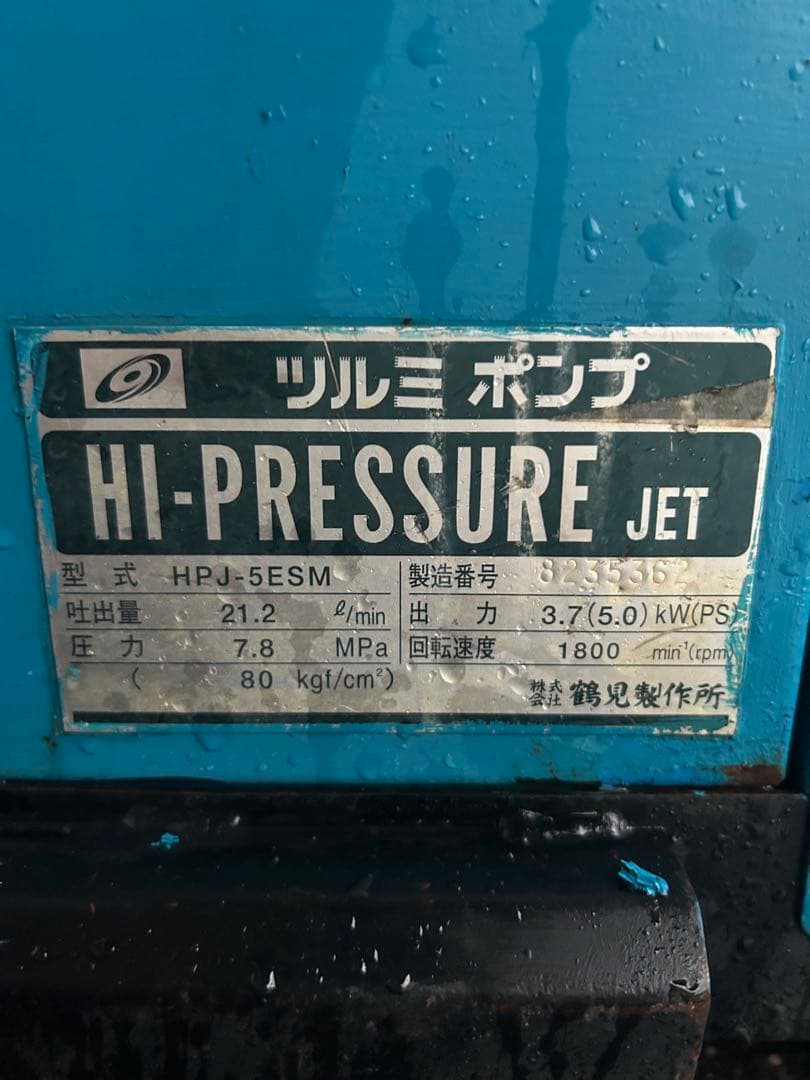 ツルミポンプ
HI-PRESSURE JET
型式 HPJ-5ESM 製造番号 8235362
吐出量 21.2 ℓ/min 出力 3.7(5.0) kW(PS)
圧力 7.8 MPa 回転速度 1800 min⁻¹(rpm)
( 80 kgf/cm²) 株式会社 鶴見製作所